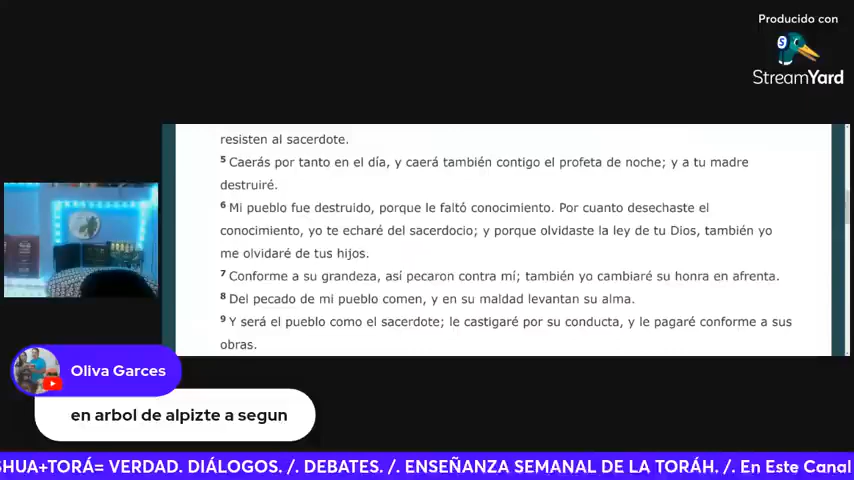 Producido con
StreamYard
resisten al sacerdote.
5 Caerás por tanto en el día, y caerá también contigo el profeta de noche; y a tu madre
destruiré.
6 Mi pueblo fue destruido, porque le faltó conocimiento. Por cuanto desechaste el
conocimiento, yo te echaré del sacerdocio; y porque olvidaste la ley de tu Dios, también yo
me olvidaré de tus hijos.
7 Conforme a su grandeza, así pecaron contra mí; también yo cambiaré su honra en afrenta.
8 Del pecado de mi pueblo comen, y en su maldad levantan su alma.
9 Y será el pueblo como el sacerdote; le castigaré por su conducta, y le pagaré conforme a sus
obras.
Oliva Garces
en arbol de alpizte a segun
SHUA+TORÁ= VERDAD. DIÁLOGOS. /. DEBATES. /. ENSEÑANZA SEMANAL DE LA TORÁH. /. En Este Canal